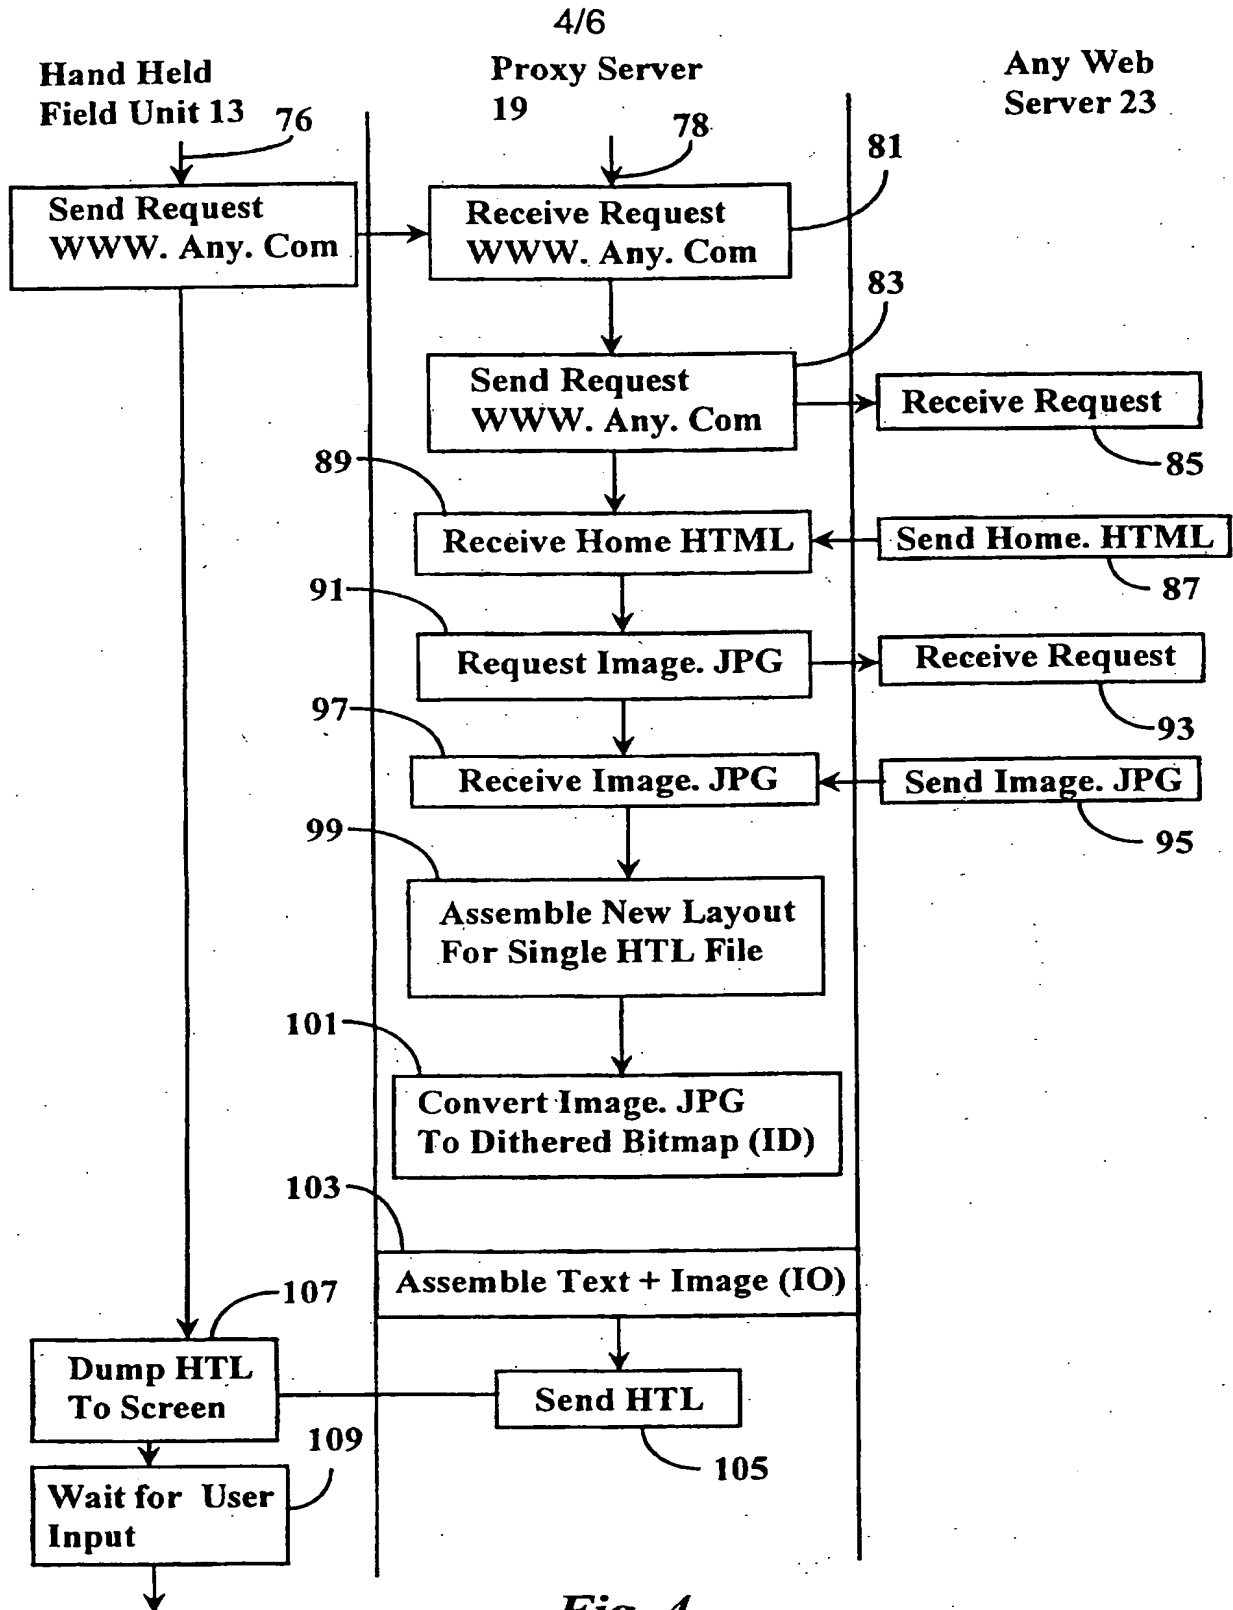 4/6
Hand Held
Field Unit 13
Proxy Server
19
Any Web
Server 23
76
78
81
Send Request
WWW. Any. Com
Receive Request
WWW. Any. Com
83
Send Request
WWW. Any. Com
Receive Request
85
89
Receive Home HTML
Send Home. HTML
87
91
Request Image. JPG
Receive Request
93
97
Receive Image. JPG
Send Image. JPG
95
99
Assemble New Layout
For Single HTL File
101
Convert Image. JPG
To Dithered Bitmap (ID)
103
Assemble Text + Image (IO)
107
Dump HTL
To Screen
Send HTL
105
109
Wait for User
Input
Fig. 4